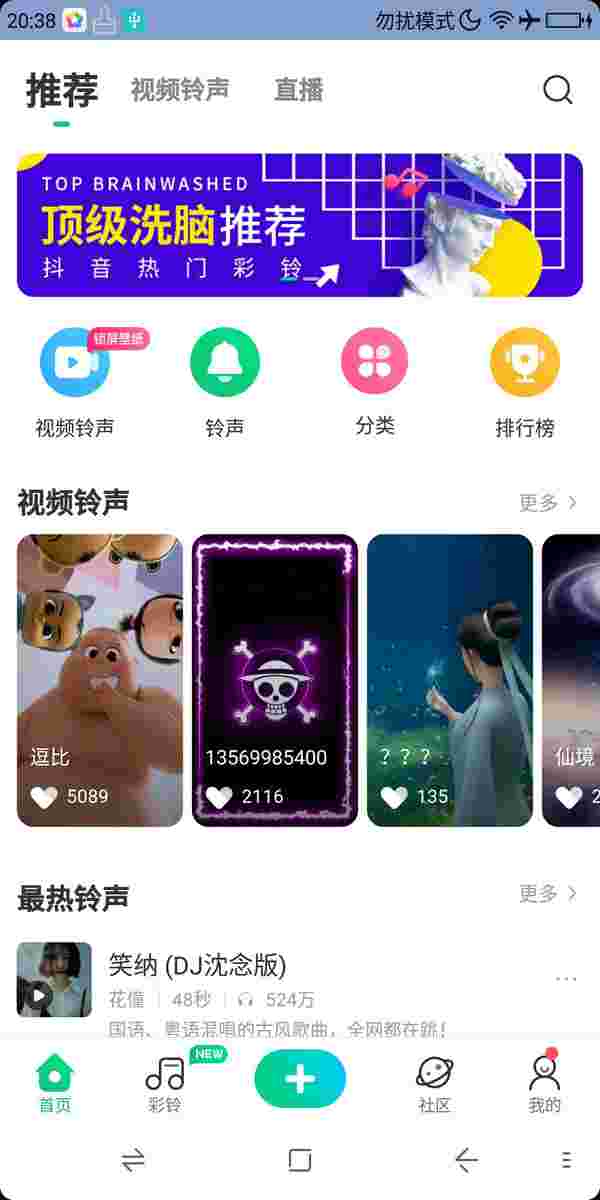 20:38
勿扰模式
推荐 视频铃声 直播
TOP BRAINWASHED
顶级洗脑推荐
抖音热门彩铃
锁屏壁纸
视频铃声 铃声 分类 排行榜
视频铃声 更多
逗比 13569985400 ？？？ 仙境
5089 2116 135 2
最热铃声 更多
笑纳 (DJ沈念版)
花僮 48秒 524万
国语、粤语混唱的古风歌曲，全网都在跳！
NEW
首页 彩铃 社区 我的